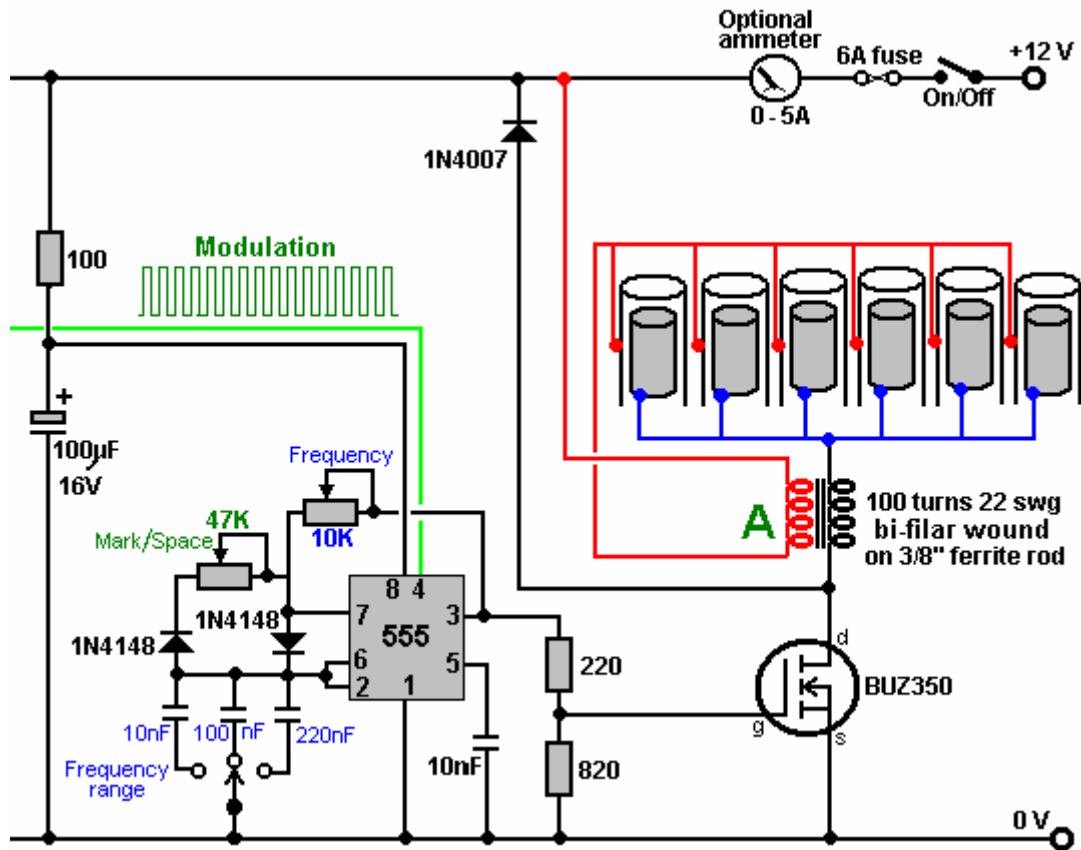 Optional
ammeter
6A fuse
+12 V
On/Off
0 - 5A
1N4007
Modulation
100
+
100µF
16V
Frequency
47K
Mark/Space
10K
A
100 turns 22 swg
bi-filar wound
on 3/8" ferrite rod
8 4
1N4148
7
3
1N4148
555
6
5
2
1
220
d
BUZ350
g
s
10nF
100 nF
220nF
10nF
820
Frequency
range
0 V